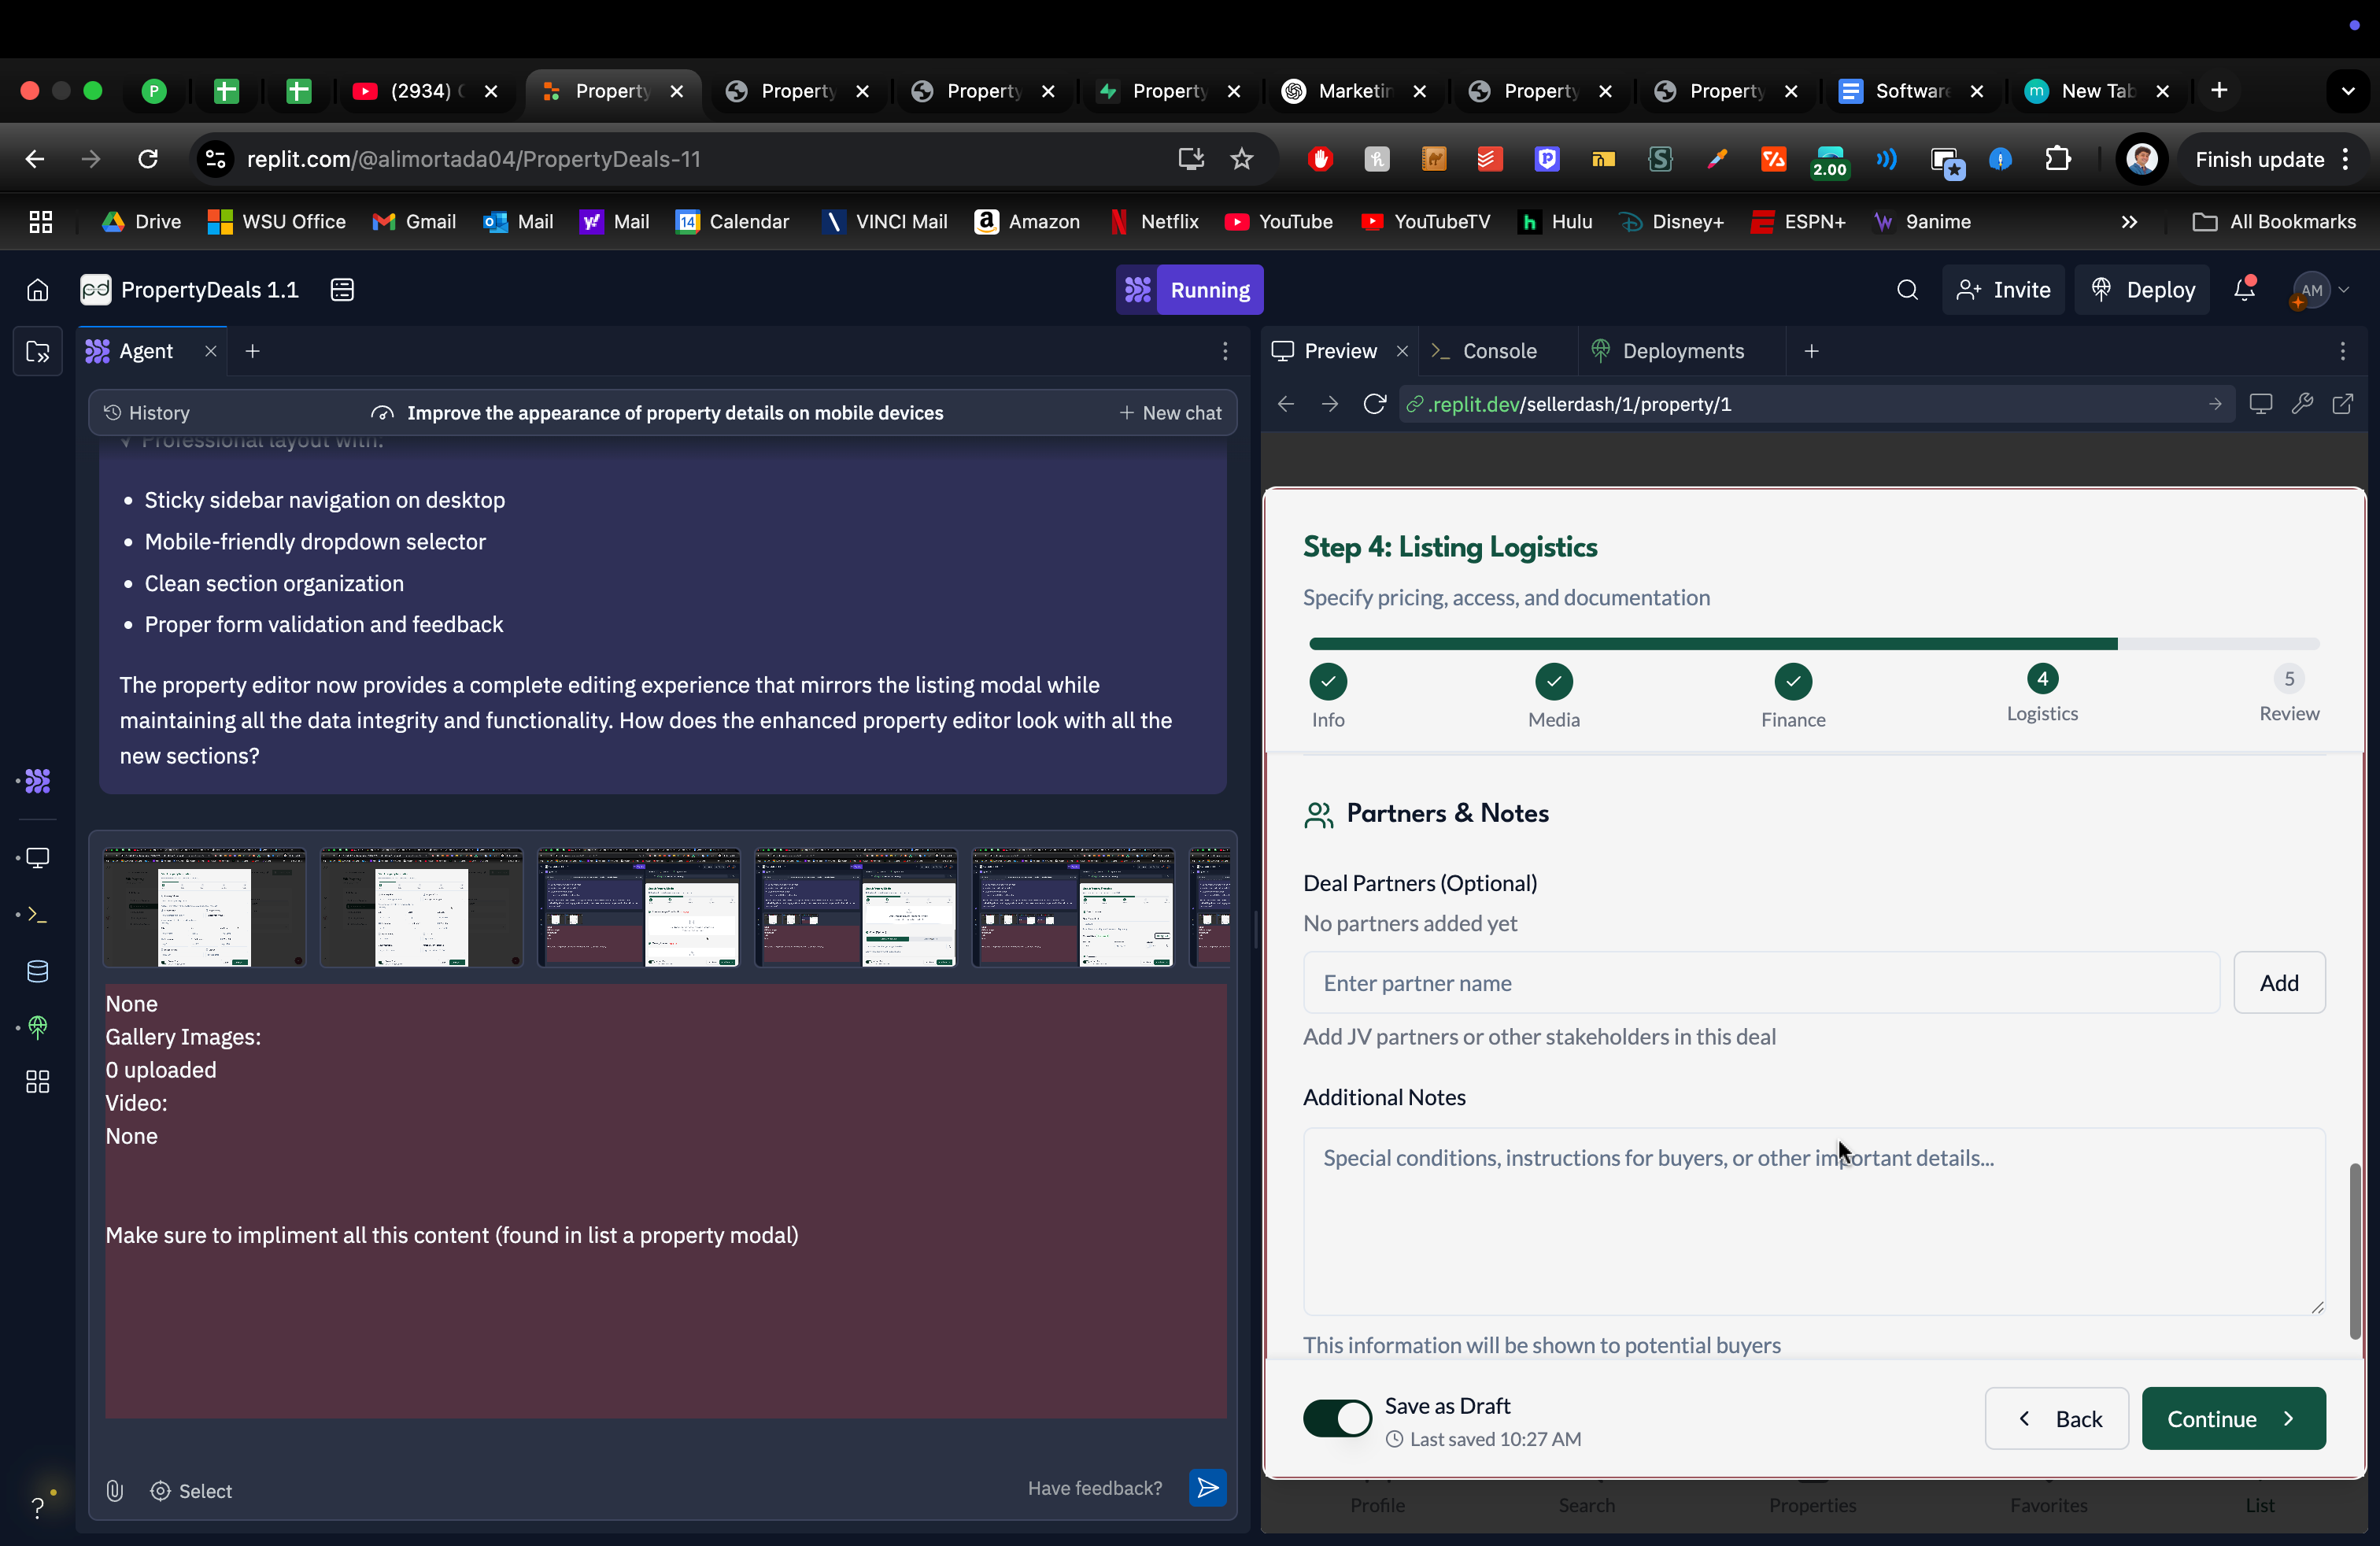 (2934)
Property
Property
Property
Property
Marketin
Property
Property
Software
New Tab
replit.com/@alimortada04/PropertyDeals-11
2.00
Finish update
Drive
WSU Office
Gmail
Mail
Mail
14
Calendar
VINCI Mail
Amazon
Netflix
YouTube
YouTubeTV
Hulu
Disney+
ESPN+
9anime
All Bookmarks
pd
PropertyDeals 1.1
Running
Invite
Deploy
AM
Agent
Preview
Console
Deployments
History
Improve the appearance of property details on mobile devices
New chat
.replit.dev/sellerdash/1/property/1
✓ Professional layout with:
• Sticky sidebar navigation on desktop
• Mobile-friendly dropdown selector
• Clean section organization
• Proper form validation and feedback
The property editor now provides a complete editing experience that mirrors the listing modal while
maintaining all the data integrity and functionality. How does the enhanced property editor look with all the
new sections?
None
Gallery Images:
0 uploaded
Video:
None
Make sure to impliment all this content (found in list a property modal)
Select
Have feedback?
Step 4: Listing Logistics
Specify pricing, access, and documentation
4
5
Info
Media
Finance
Logistics
Review
Partners & Notes
Deal Partners (Optional)
No partners added yet
Enter partner name
Add
Add JV partners or other stakeholders in this deal
Additional Notes
Special conditions, instructions for buyers, or other important details...
This information will be shown to potential buyers
Save as Draft
Last saved 10:27 AM
Back
Continue
Profile
Search
Properties
Favorites
List